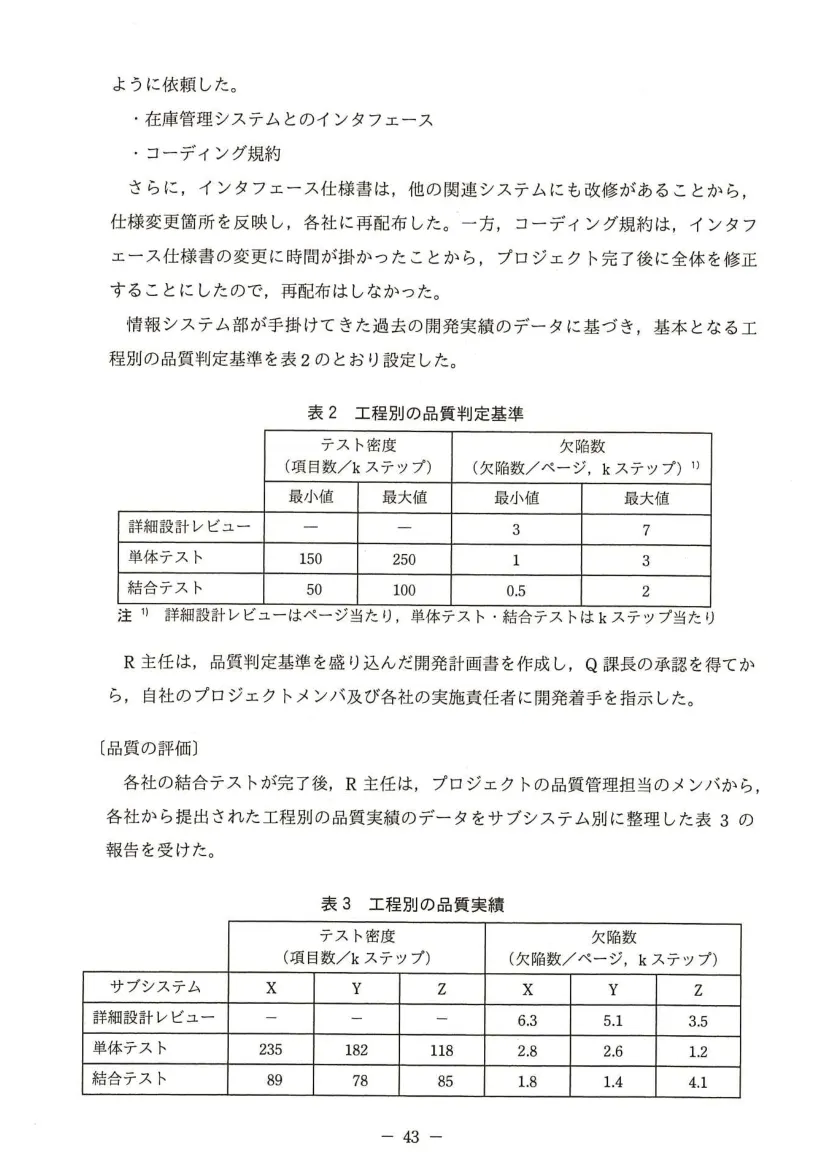 ように依頼した。
・在庫管理システムとのインタフェース
・コーディング規約
さらに，インタフェース仕様書は，他の関連システムにも改修があることから，
仕様変更箇所を反映し，各社に再配布した。一方，コーディング規約は，インタフ
ェース仕様書の変更に時間が掛かったことから，プロジェクト完了後に全体を修正
することにしたので，再配布はしなかった。
情報システム部が手掛けてきた過去の開発実績のデータに基づき，基本となる工
程別の品質判定基準を表2のとおり設定した。
表2　工程別の品質判定基準
テスト密度 欠陥数
（項目数／kステップ） （欠陥数／ページ，kステップ）1)
最小値 最大値 最小値 最大値
詳細設計レビュー ― ― 3 7
単体テスト 150 250 1 3
結合テスト 50 100 0.5 2
注 1)　詳細設計レビューはページ当たり，単体テスト・結合テストはkステップ当たり
R主任は，品質判定基準を盛り込んだ開発計画書を作成し，Q課長の承認を得てか
ら，自社のプロジェクトメンバ及び各社の実施責任者に開発着手を指示した。
〔品質の評価〕
各社の結合テストが完了後，R主任は，プロジェクトの品質管理担当のメンバから，
各社から提出された工程別の品質実績のデータをサブシステム別に整理した表 3 の
報告を受けた。
表3　工程別の品質実績
テスト密度 欠陥数
（項目数／kステップ） （欠陥数／ページ，kステップ）
サブシステム X Y Z X Y Z
詳細設計レビュー － － － 6.3 5.1 3.5
単体テスト 235 182 118 2.8 2.6 1.2
結合テスト 89 78 85 1.8 1.4 4.1
－ 43 －